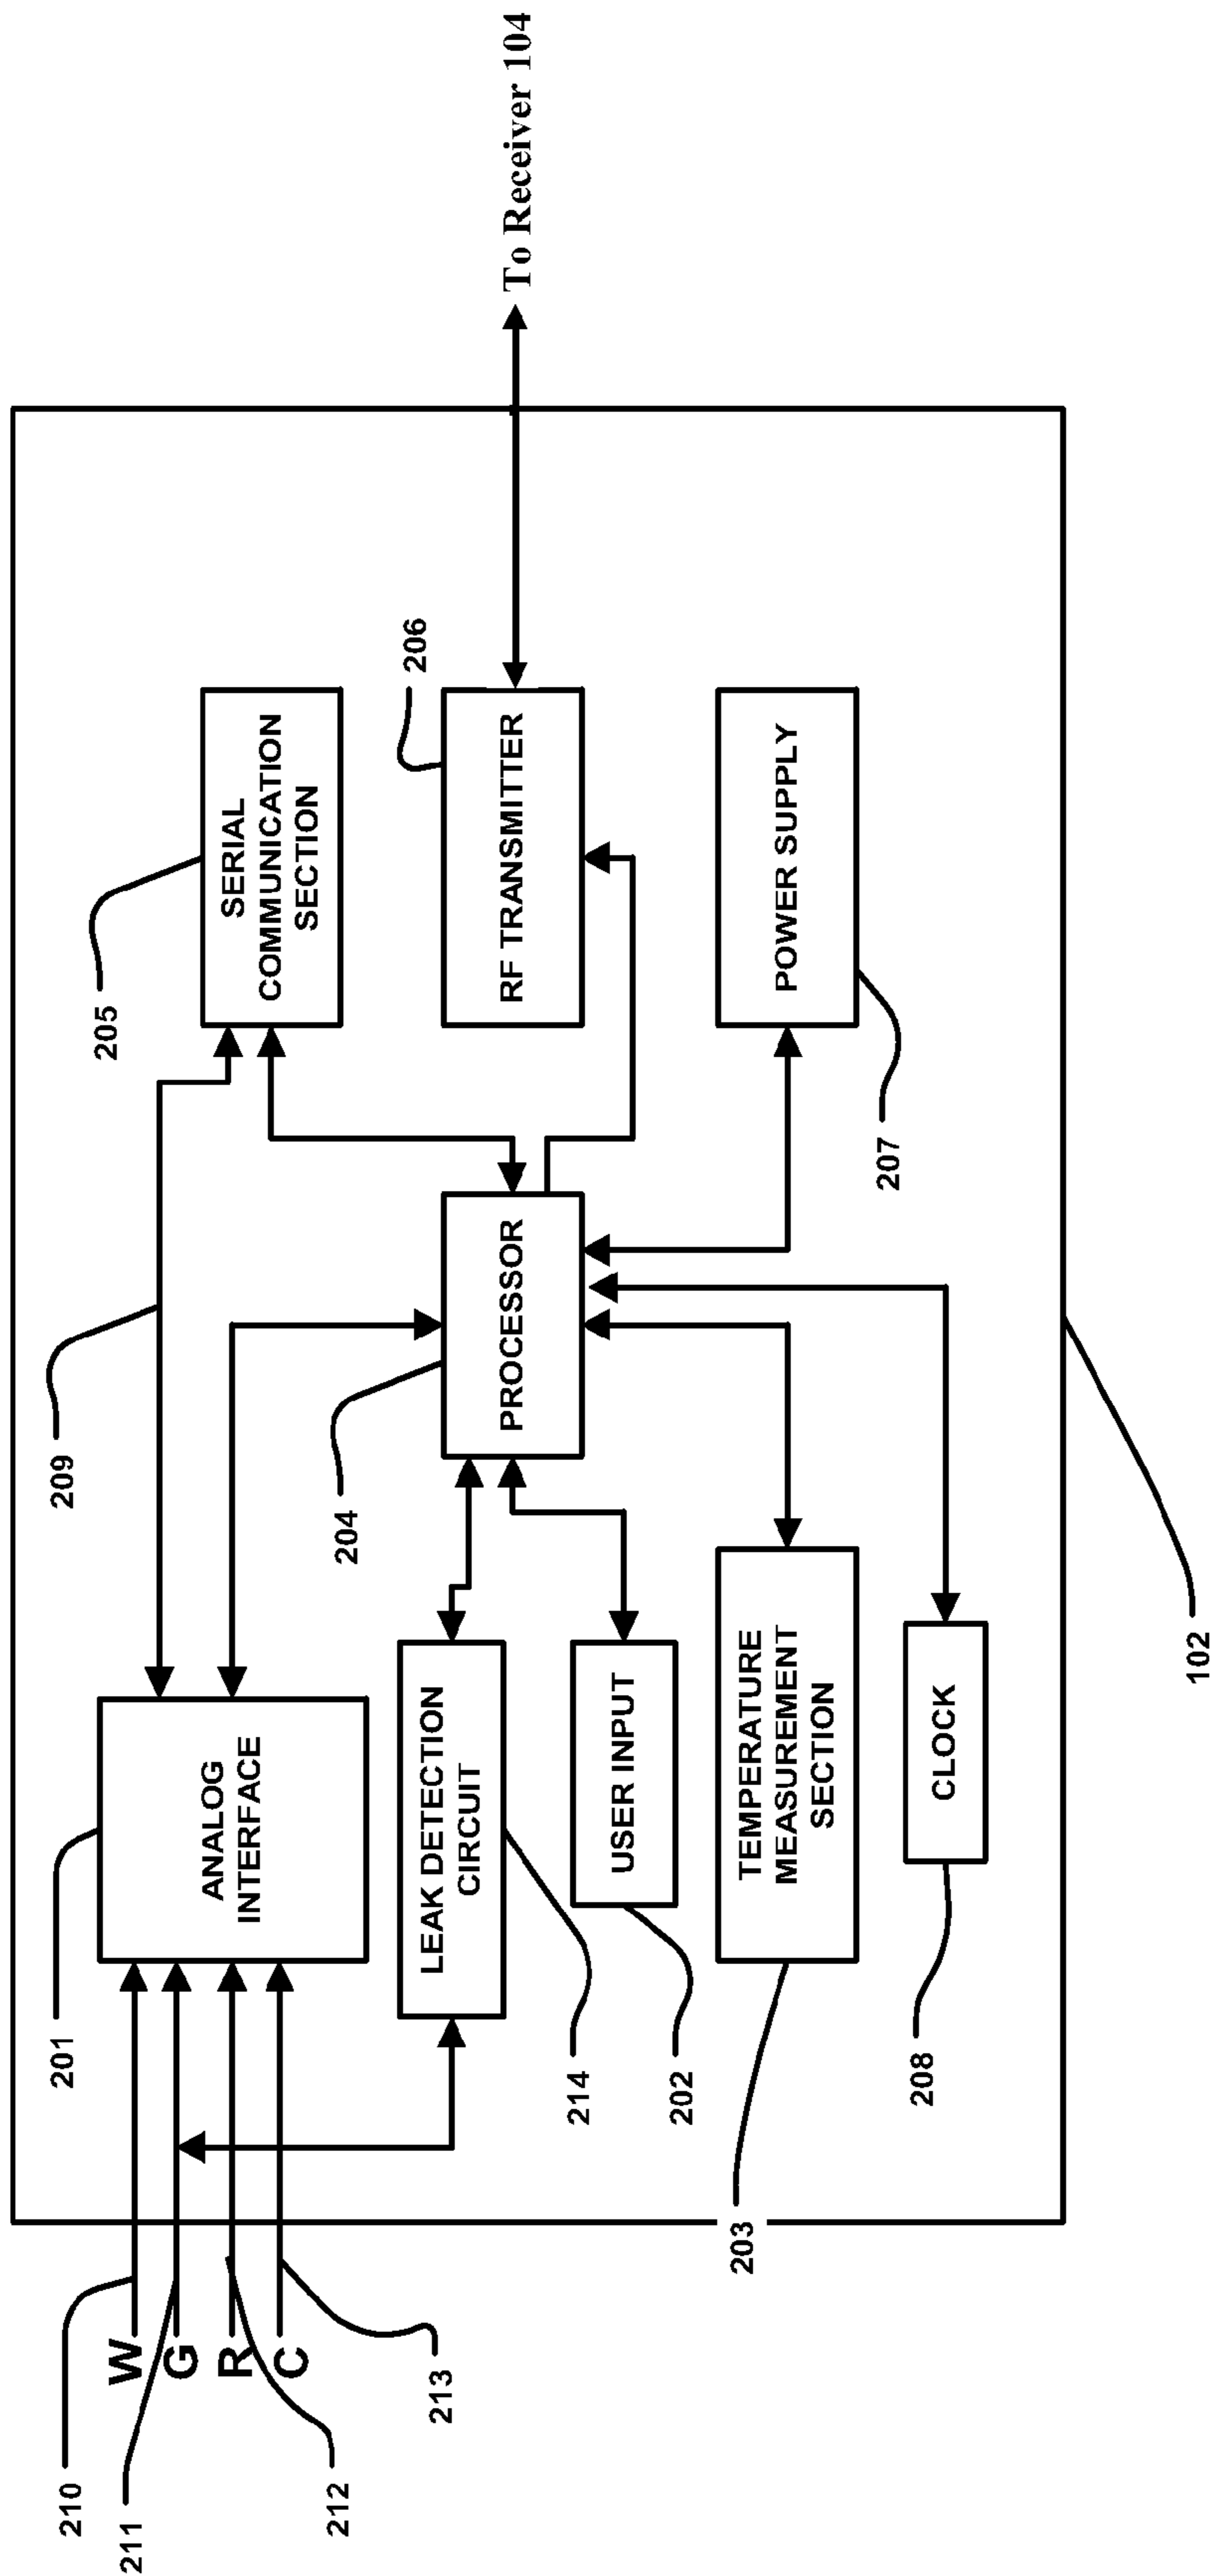 W
G
R
C
210
211
212
213
201
ANALOG
INTERFACE
209
205
SERIAL
COMMUNICATION
SECTION
204
PROCESSOR
206
RF TRANSMITTER
To Receiver 104
LEAK DETECTION
CIRCUIT
214
USER INPUT
202
TEMPERATURE
MEASUREMENT
SECTION
203
POWER SUPPLY
207
CLOCK
208
102